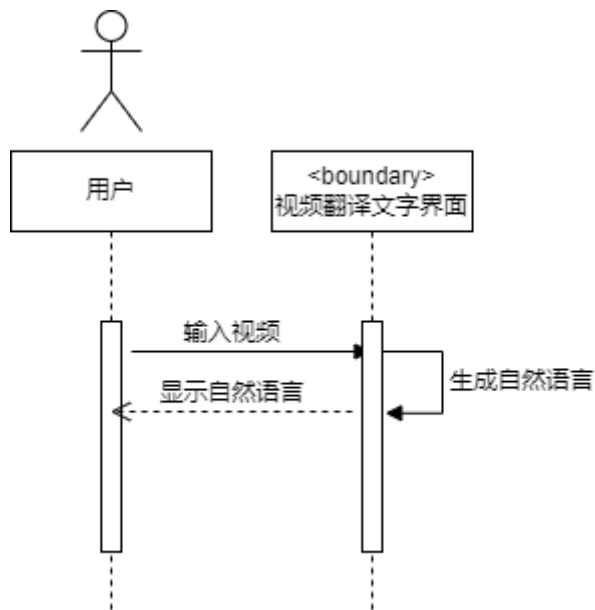 用户
<boundary>
视频翻译文字界面
输入视频
生成自然语言
显示自然语言